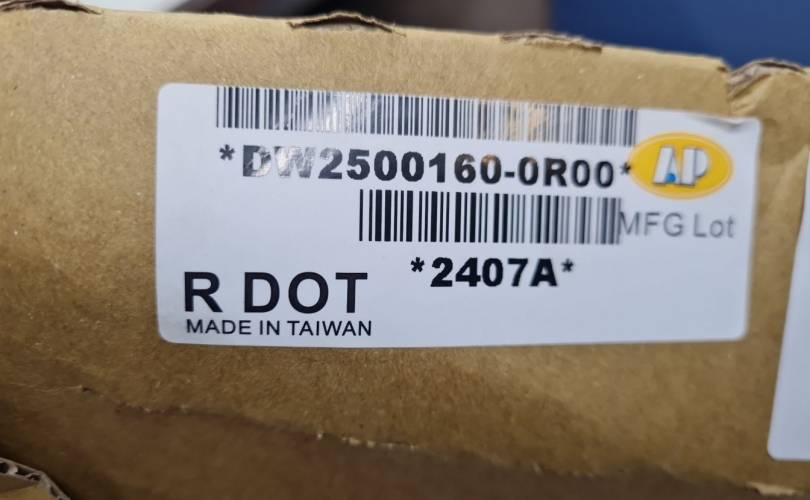 *DW2500160-0R00*
AP
MFG Lot
*2407A*
R DOT
MADE IN TAIWAN